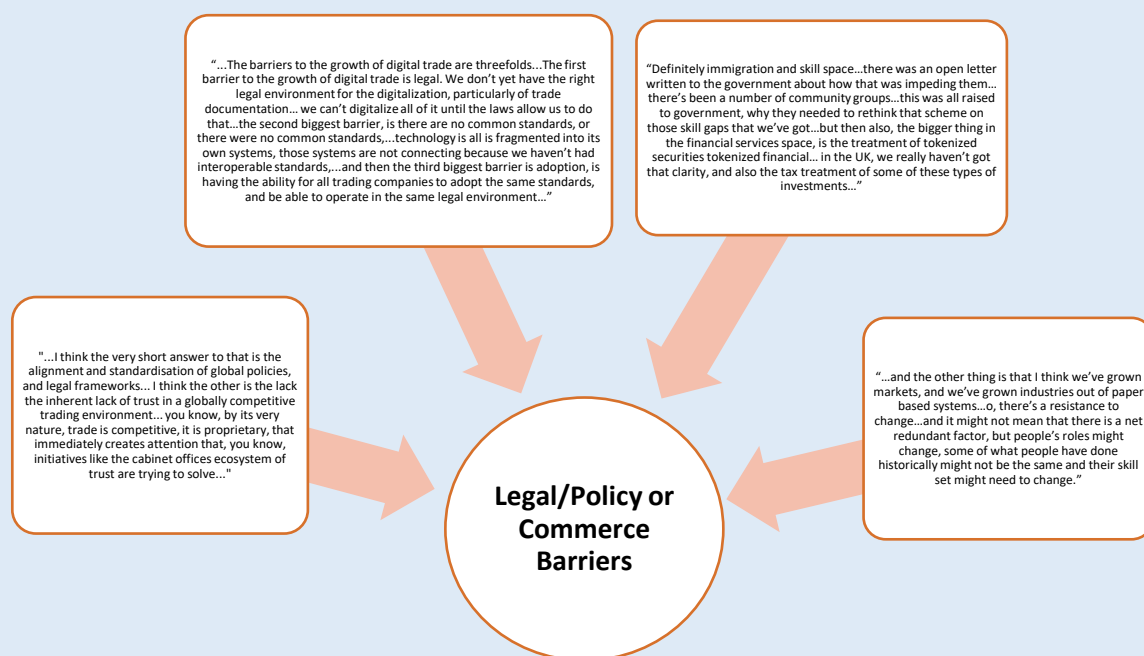 “...The barriers to the growth of digital trade are threefolds...The first
barrier to the growth of digital trade is legal. We don’t yet have the right
legal environment for the digitalization, particularly of trade
documentation... we can’t digitalize all of it until the laws allow us to do
that...the second biggest barrier, is there are no common standards, or
there were no common standards,...technology is all is fragmented into its
own systems, those systems are not connecting because we haven’t had
interoperable standards,...and then the third biggest barrier is adoption, is
having the ability for all trading companies to adopt the same standards,
and be able to operate in the same legal environment...”
“Definitely immigration and skill space...there was an open letter
written to the government about how that was impeding them...
there’s been a number of community groups...this was all raised
to government, why they needed to rethink that scheme on
those skill gaps that we’ve got...but then also, the bigger thing in
the financial services space, is the treatment of tokenized
securities tokenized financial... in the UK, we really haven’t got
that clarity, and also the tax treatment of some of these types of
investments...”
"...I think the very short answer to that is the
alignment and standardisation of global policies,
and legal frameworks... I think the other is the lack
the inherent lack of trust in a globally competitive
trading environment... you know, by its very
nature, trade is competitive, it is proprietary, that
immediately creates attention that, you know,
initiatives like the cabinet offices ecosystem of
trust are trying to solve..."
“...and the other thing is that I think we’ve grown
markets, and we’ve grown industries out of paper
based systems...o, there’s a resistance to
change...and it might not mean that there is a net
redundant factor, but people’s roles might
change, some of what people have done
historically might not be the same and their skill
set might need to change.”
Legal/Policy or
Commerce
Barriers